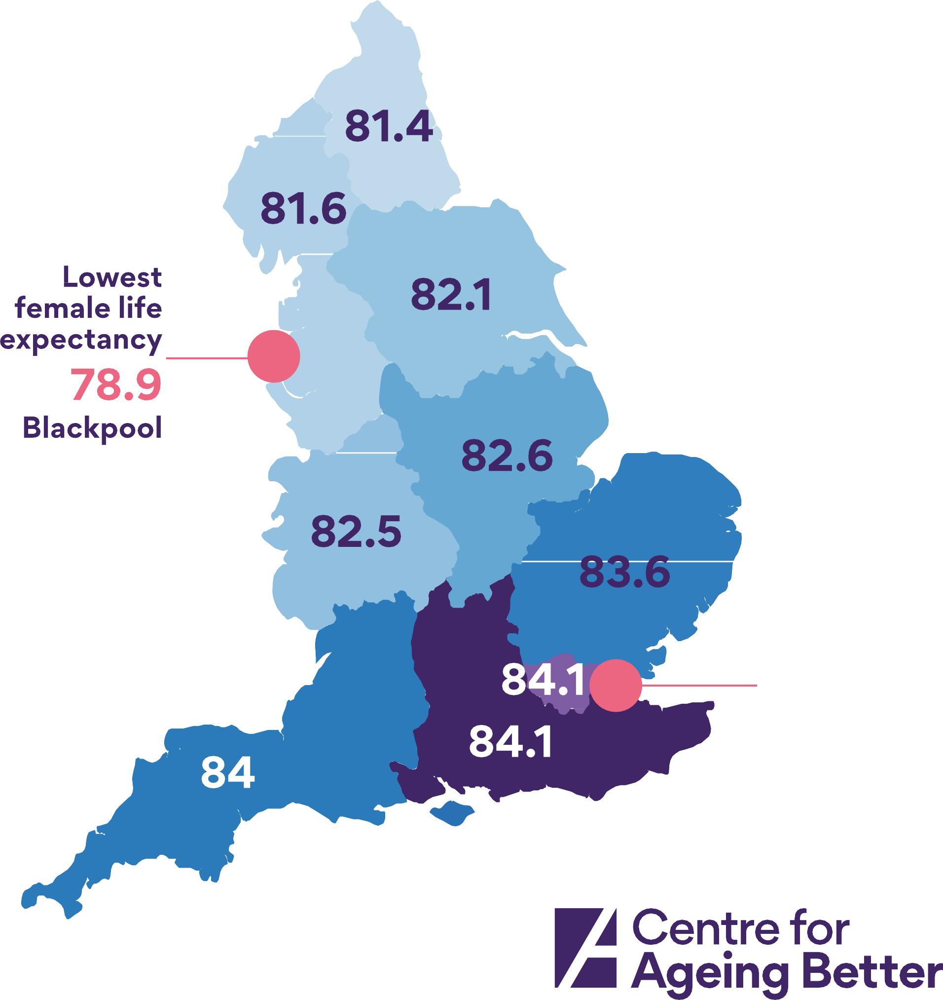 81.4
81.6
82.1
Lowest
female life
expectancy
78.9
Blackpool
82.6
82.5
83.6
84.1
84.1
84
Centre for
Ageing Better